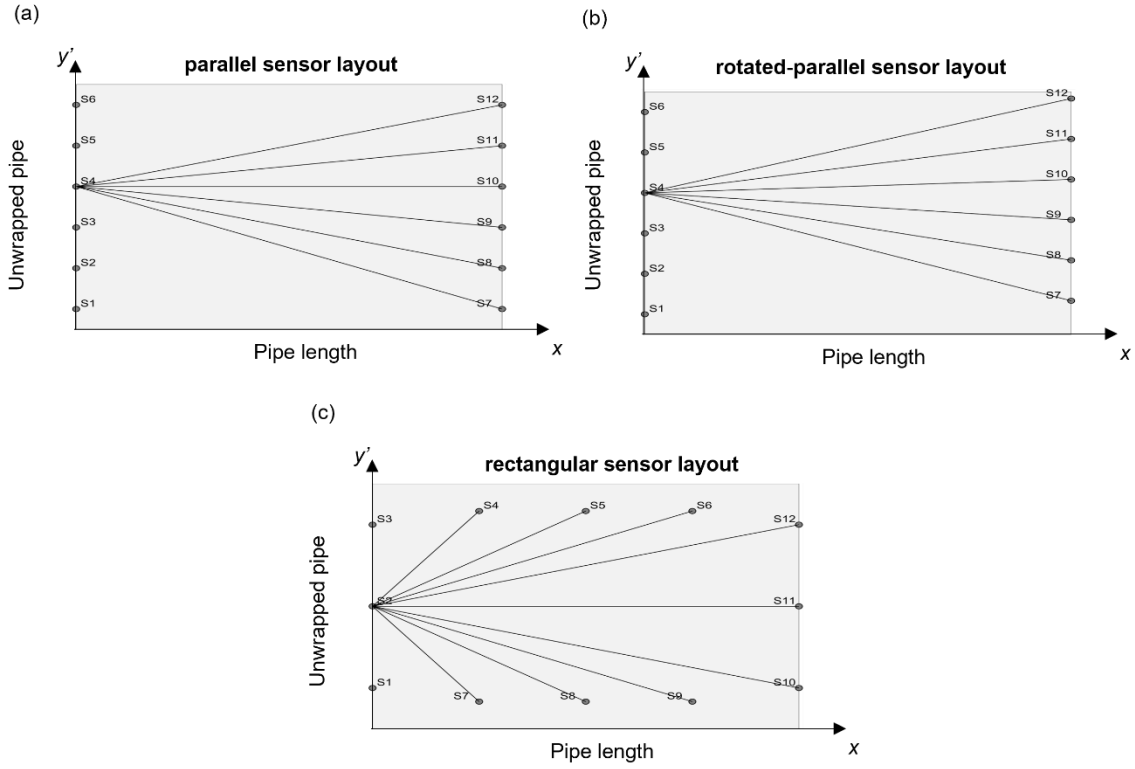 (a)
y'
parallel sensor layout
S6
S5
S4
S3
S2
S1
S12
S11
S10
S9
S8
S7
Unwrapped pipe
Pipe length
x
(b)
y'
rotated-parallel sensor layout
S6
S5
S4
S3
S2
S1
S12
S11
S10
S9
S8
S7
Unwrapped pipe
Pipe length
x
(c)
y'
rectangular sensor layout
S3
S4
S5
S6
S12
S2
S11
S1
S7
S8
S9
S10
Unwrapped pipe
Pipe length
x